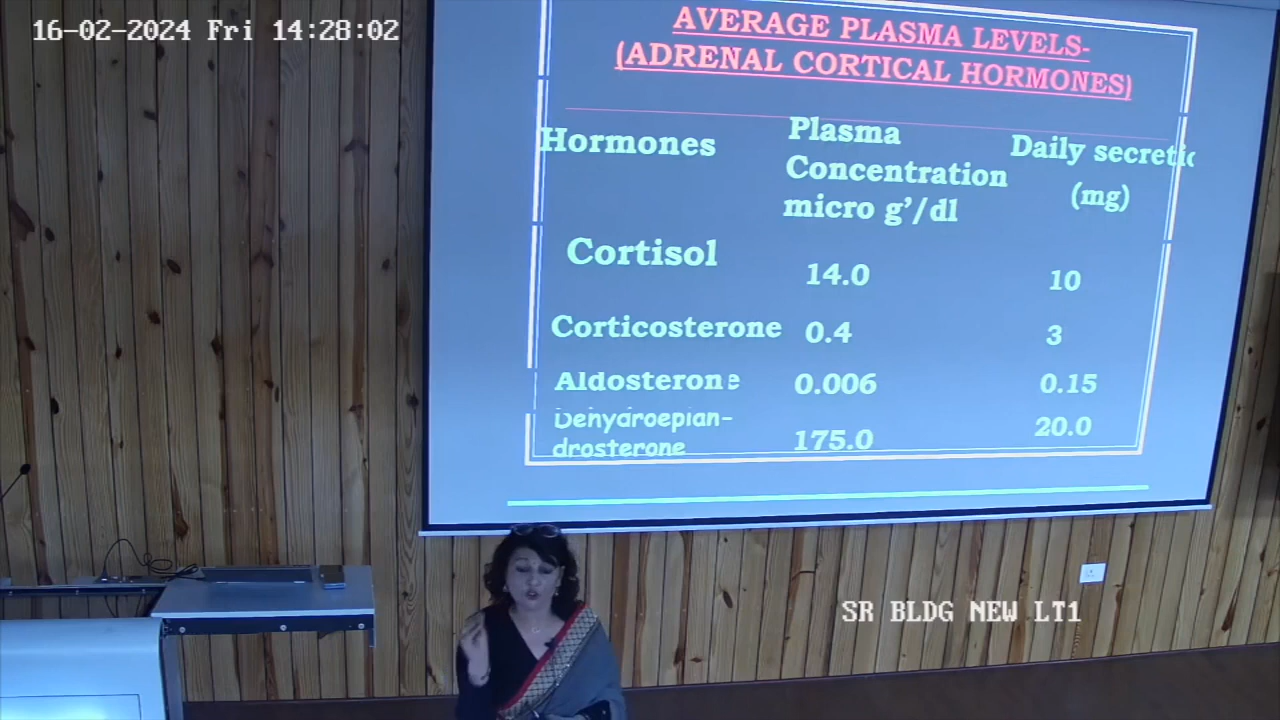 16-02-2024 Fri 14:28:02
AVERAGE PLASMA LEVELS-
(ADRENAL CORTICAL HORMONES)
Hormones Plasma Concentration micro g'/dl Daily secretic (mg)
Cortisol 14.0 10
Corticosterone 0.4 3
Aldosterone 0.006 0.15
Dehydroepian-
drosterone 175.0 20.0
SR BLDG NEW LT1